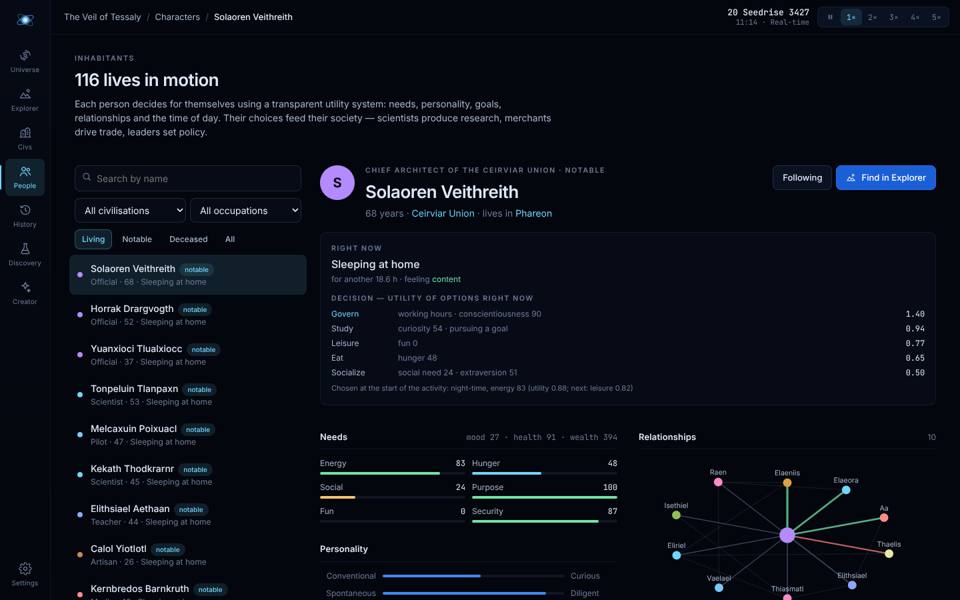 The Veil of Tessaly / Characters / Solaoren Veithreith
20 Seedrise 3427
11:14 · Real-time
1× 2× 3× 4× 5×
Universe
Explorer
Civs
People
History
Discovery
Creator
Settings
INHABITANTS
116 lives in motion
Each person decides for themselves using a transparent utility system: needs, personality, goals,
relationships and the time of day. Their choices feed their society — scientists produce research, merchants
drive trade, leaders set policy.
Search by name
All civilisations All occupations
Living Notable Deceased All
Solaoren Veithreith notable
Official · 68 · Sleeping at home
Horrak Drargvogth notable
Official · 52 · Sleeping at home
Yuanxioci Tlualxiocc notable
Official · 37 · Sleeping at home
Tonpeluin Tlanpaxn notable
Scientist · 53 · Sleeping at home
Melcaxuin Poixuacl notable
Pilot · 47 · Sleeping at home
Kekath Thodkrarnr notable
Scientist · 45 · Sleeping at home
Elithsiael Aethaan notable
Teacher · 44 · Sleeping at home
Calol Yiotlotl notable
Artisan · 26 · Sleeping at home
Kernbredos Barnkruth notable
S
CHIEF ARCHITECT OF THE CEIRVIAR UNION · NOTABLE
Solaoren Veithreith
68 years · Ceirviar Union · lives in Phareon
Following Find in Explorer
RIGHT NOW
Sleeping at home
for another 18.6 h · feeling content
DECISION — UTILITY OF OPTIONS RIGHT NOW
Govern working hours · conscientiousness 90 1.40
Study curiosity 54 · pursuing a goal 0.94
Leisure fun 0 0.77
Eat hunger 48 0.65
Socialize social need 24 · extraversion 51 0.50
Chosen at the start of the activity: night-time, energy 83 (utility 0.88; next: leisure 0.82)
Needs mood 27 · health 91 · wealth 394
Energy 83 Hunger 48
Social 24 Purpose 100
Fun 0 Security 87
Personality
Conventional Curious
Spontaneous Diligent
Relationships 10
Raen
Elaeniis
Elaeora
Isethiel
Aa
Eliriel
Thaelis
Vaelael
Elithsiael
Thiasmati